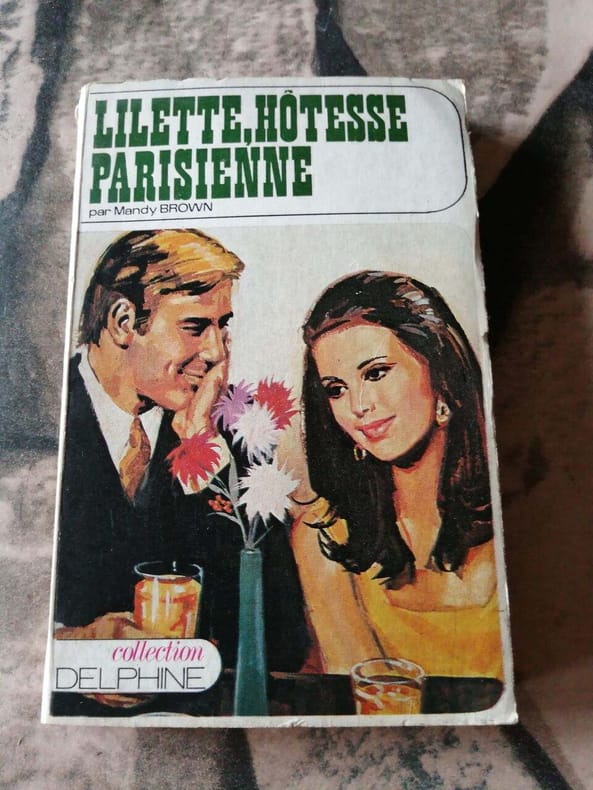 LILETTE, HÔTESSE
PARISIENNE
par Mandy BROWN
collection
DELPHINE